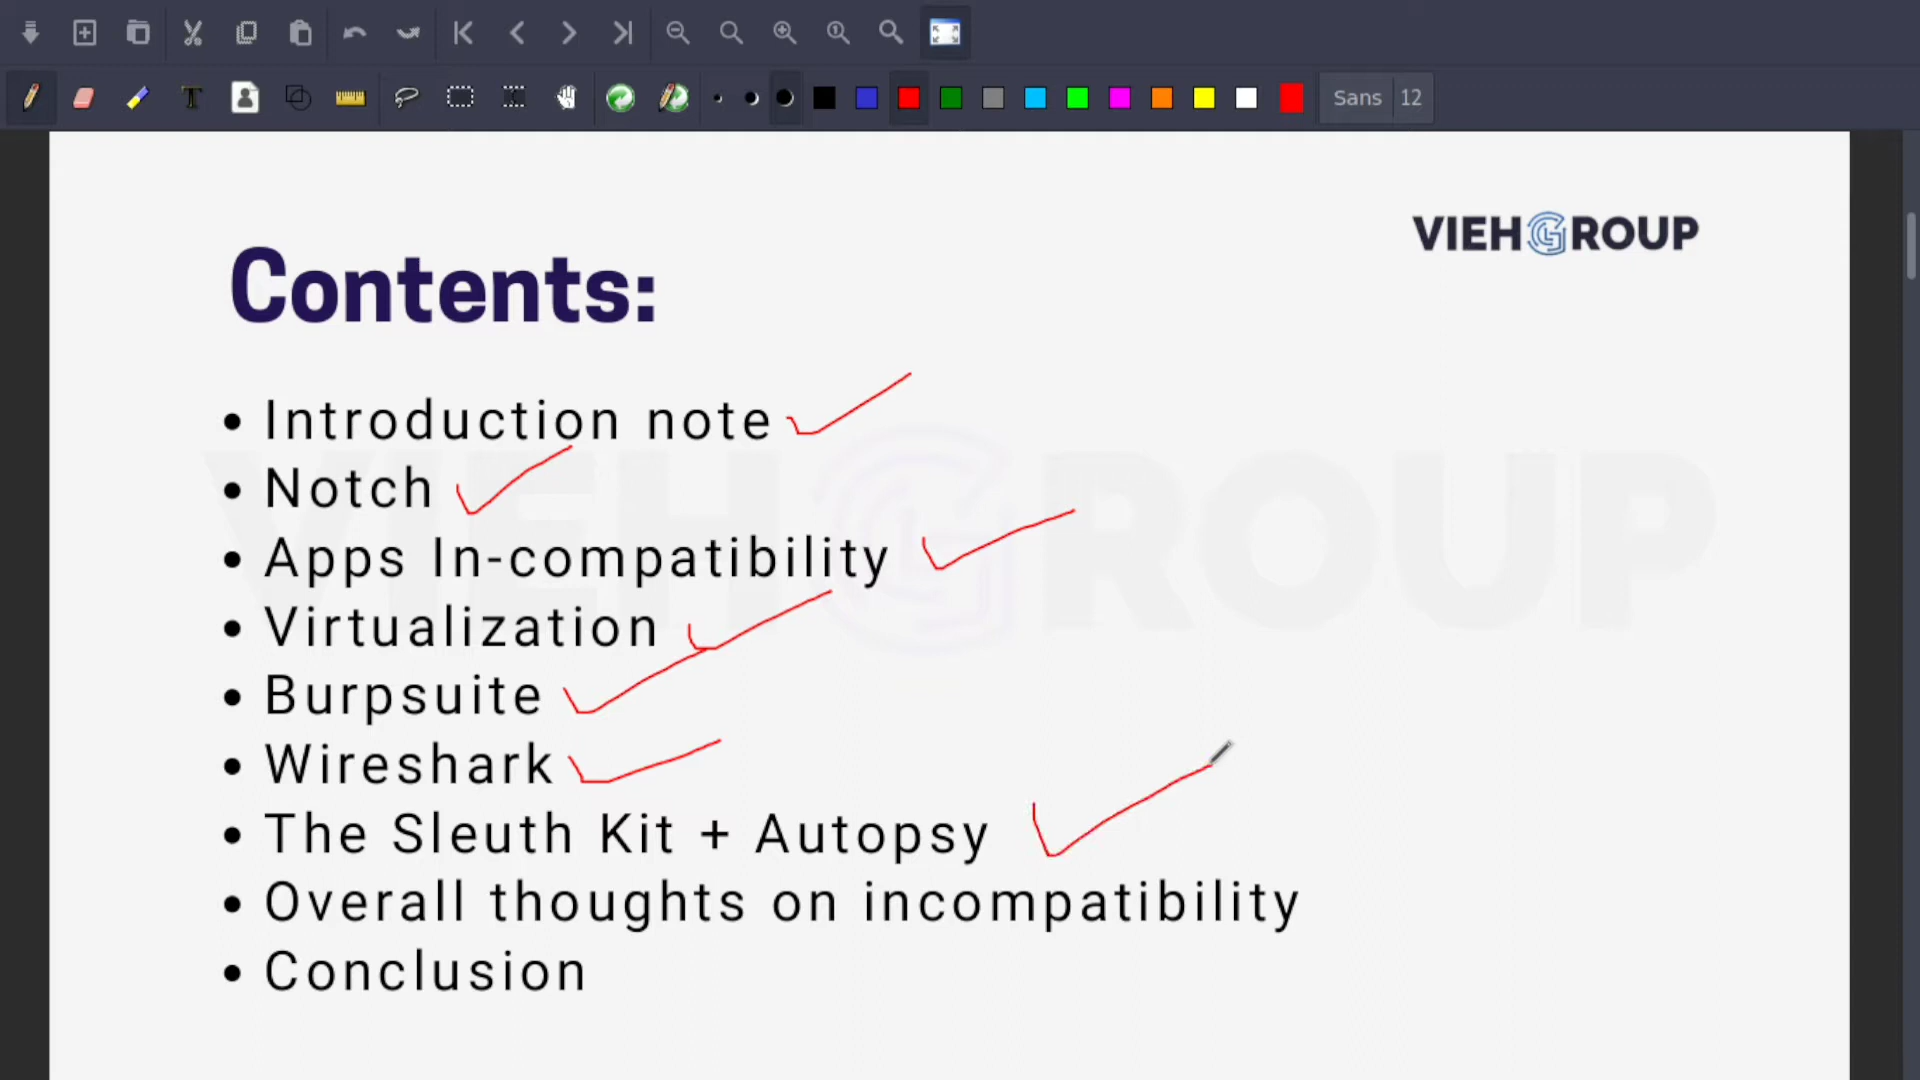 Sans 12
VIEHGROUP
Contents:
• Introduction note
• Notch
• Apps In-compatibility
• Virtualization
• Burpsuite
• Wireshark
• The Sleuth Kit + Autopsy
• Overall thoughts on incompatibility
• Conclusion
VIEHGROUP